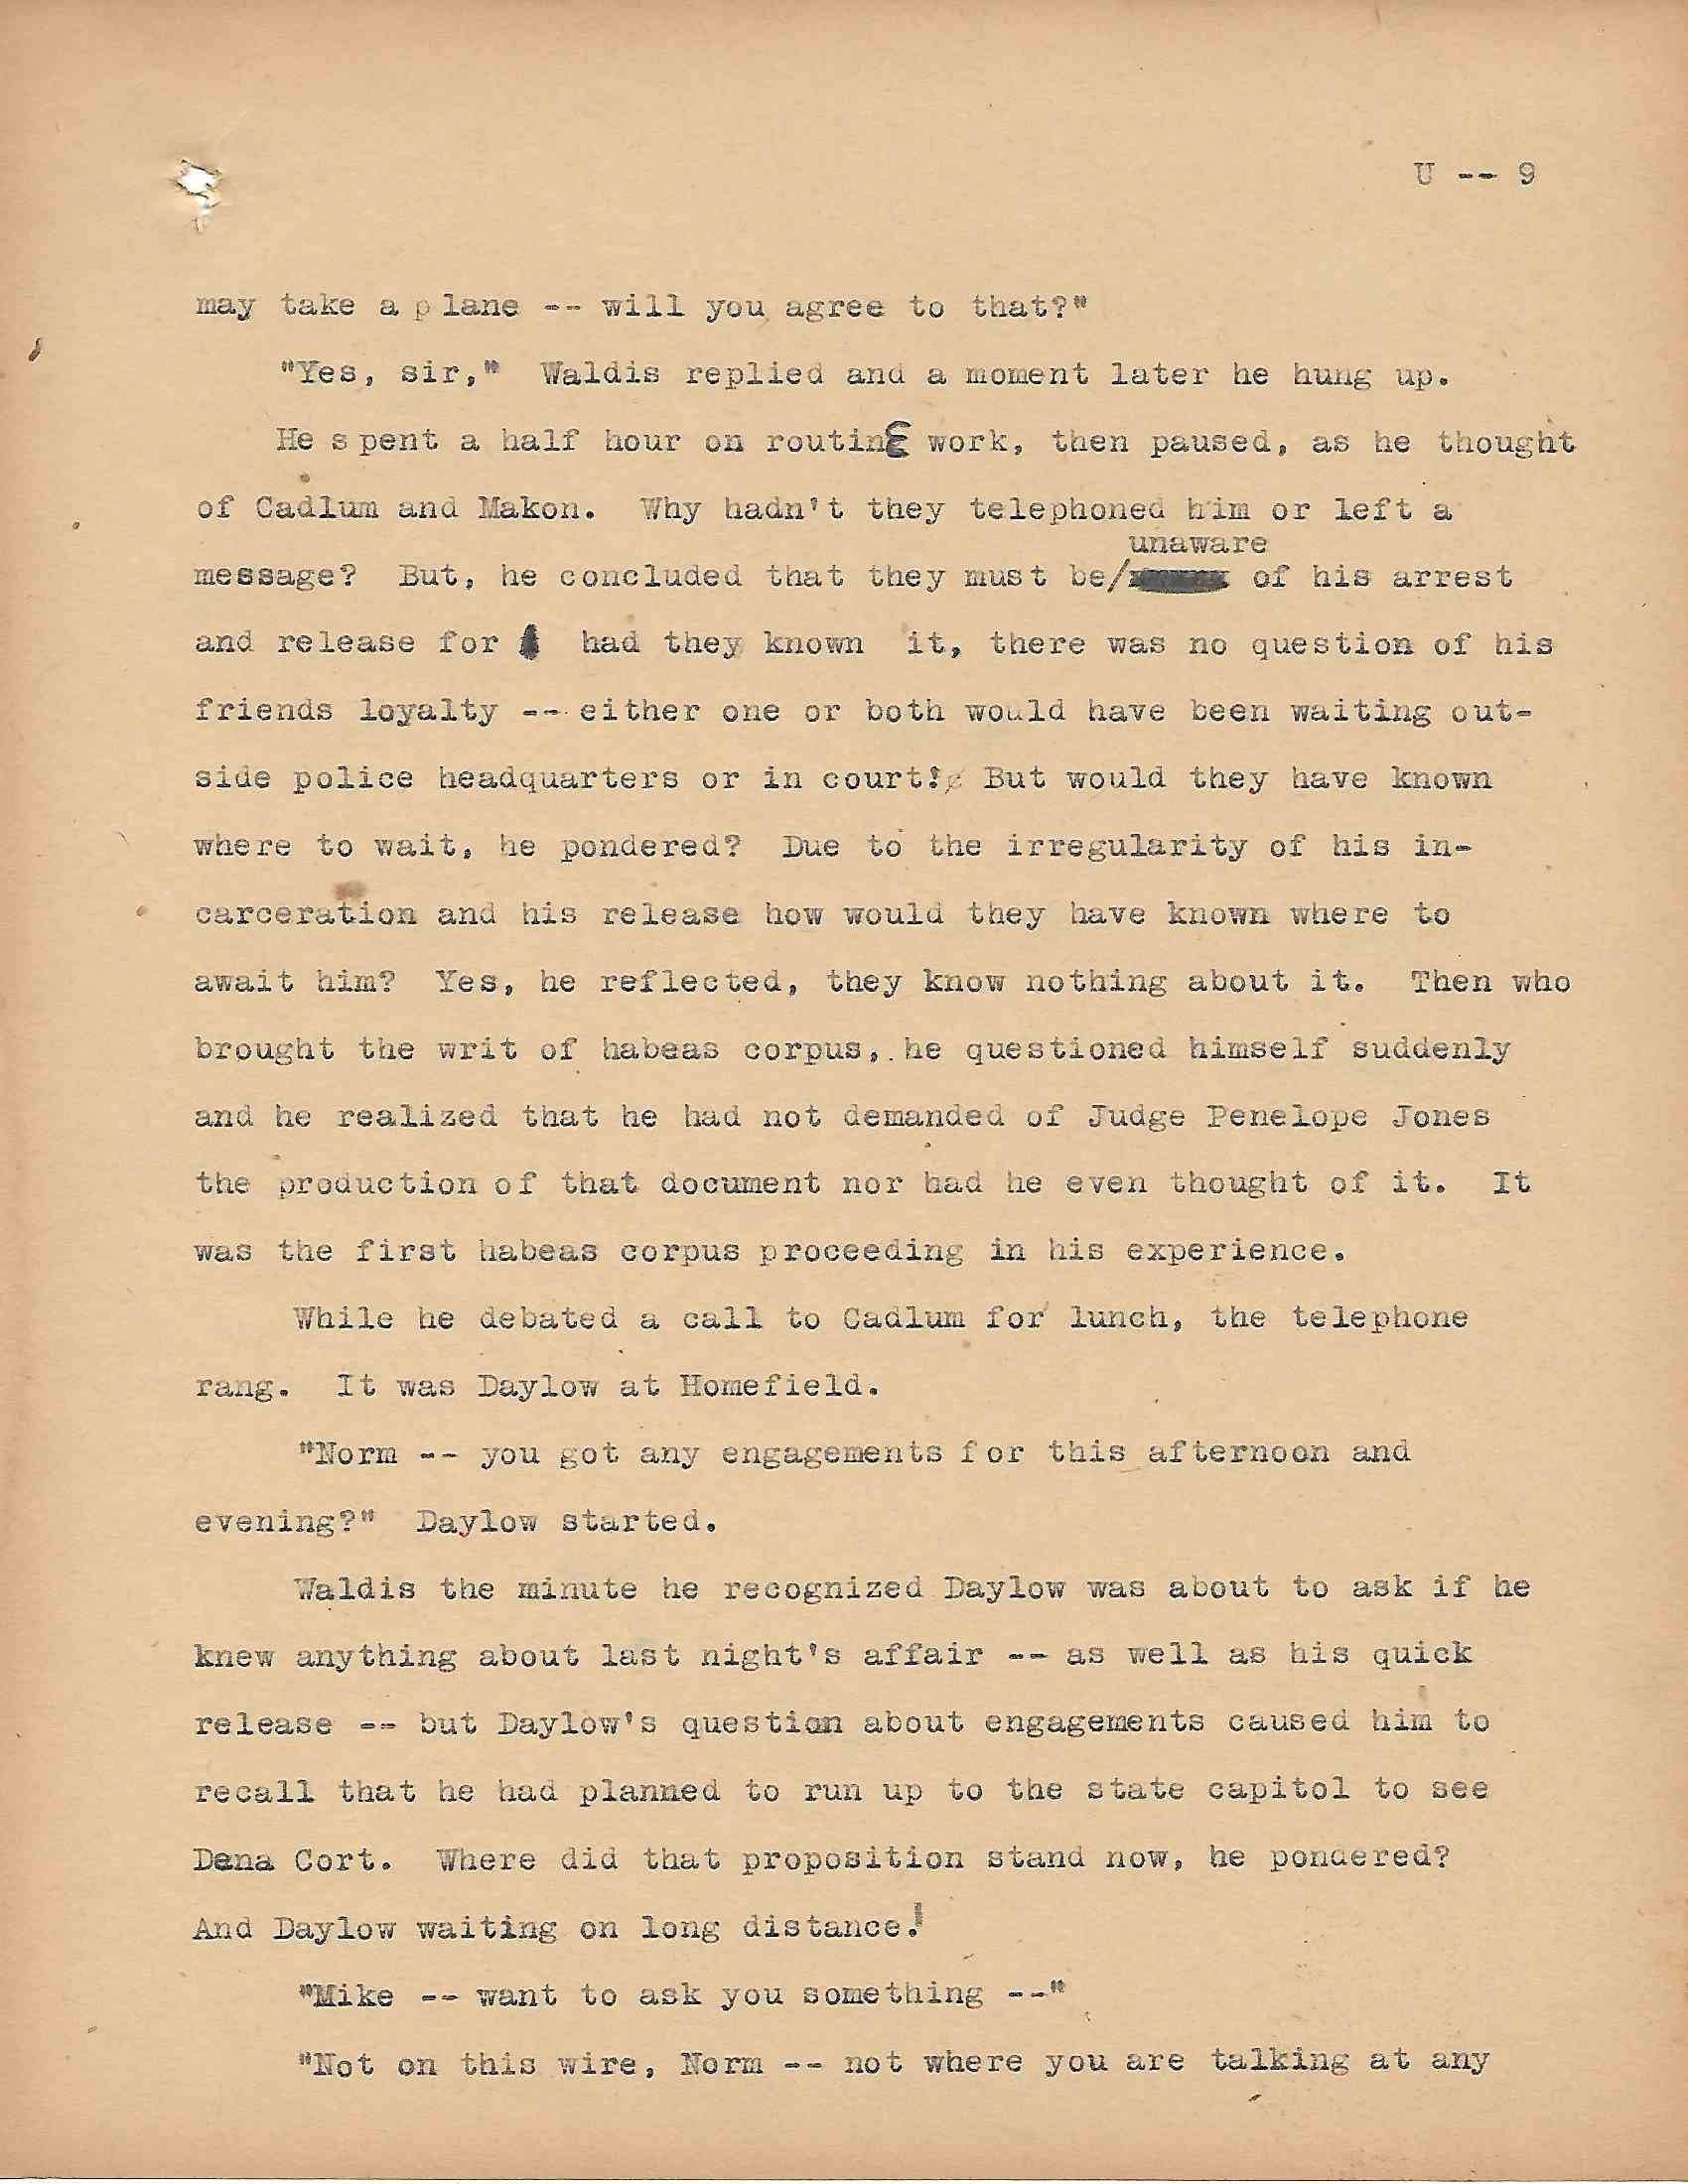 U -- 9
may take a plane -- will you agree to that?"
"Yes, sir," Waldis replied and a moment later he hung up.
He spent a half hour on routine work, then paused, as he thought
of Cadlum and Makon. Why hadn't they telephoned him or left a
unaware
message? But, he concluded that they must be/ of his arrest
and release for had they known it, there was no question of his
friends loyalty -- either one or both would have been waiting out-
side police headquarters or in court! But would they have known
where to wait, he pondered? Due to the irregularity of his in-
carceration and his release how would they have known where to
await him? Yes, he reflected, they know nothing about it. Then who
brought the writ of habeas corpus, he questioned himself suddenly
and he realized that he had not demanded of Judge Penelope Jones
the production of that document nor had he even thought of it. It
was the first habeas corpus proceeding in his experience.
While he debated a call to Cadlum for lunch, the telephone
rang. It was Daylow at Homefield.
"Norm -- you got any engagements for this afternoon and
evening?" Daylow started.
Waldis the minute he recognized Daylow was about to ask if he
knew anything about last night's affair -- as well as his quick
release -- but Daylow's question about engagements caused him to
recall that he had planned to run up to the state capitol to see
Dena Cort. Where did that proposition stand now, he pondered?
And Daylow waiting on long distance!
"Mike -- want to ask you something --"
"Not on this wire, Norm -- not where you are talking at any